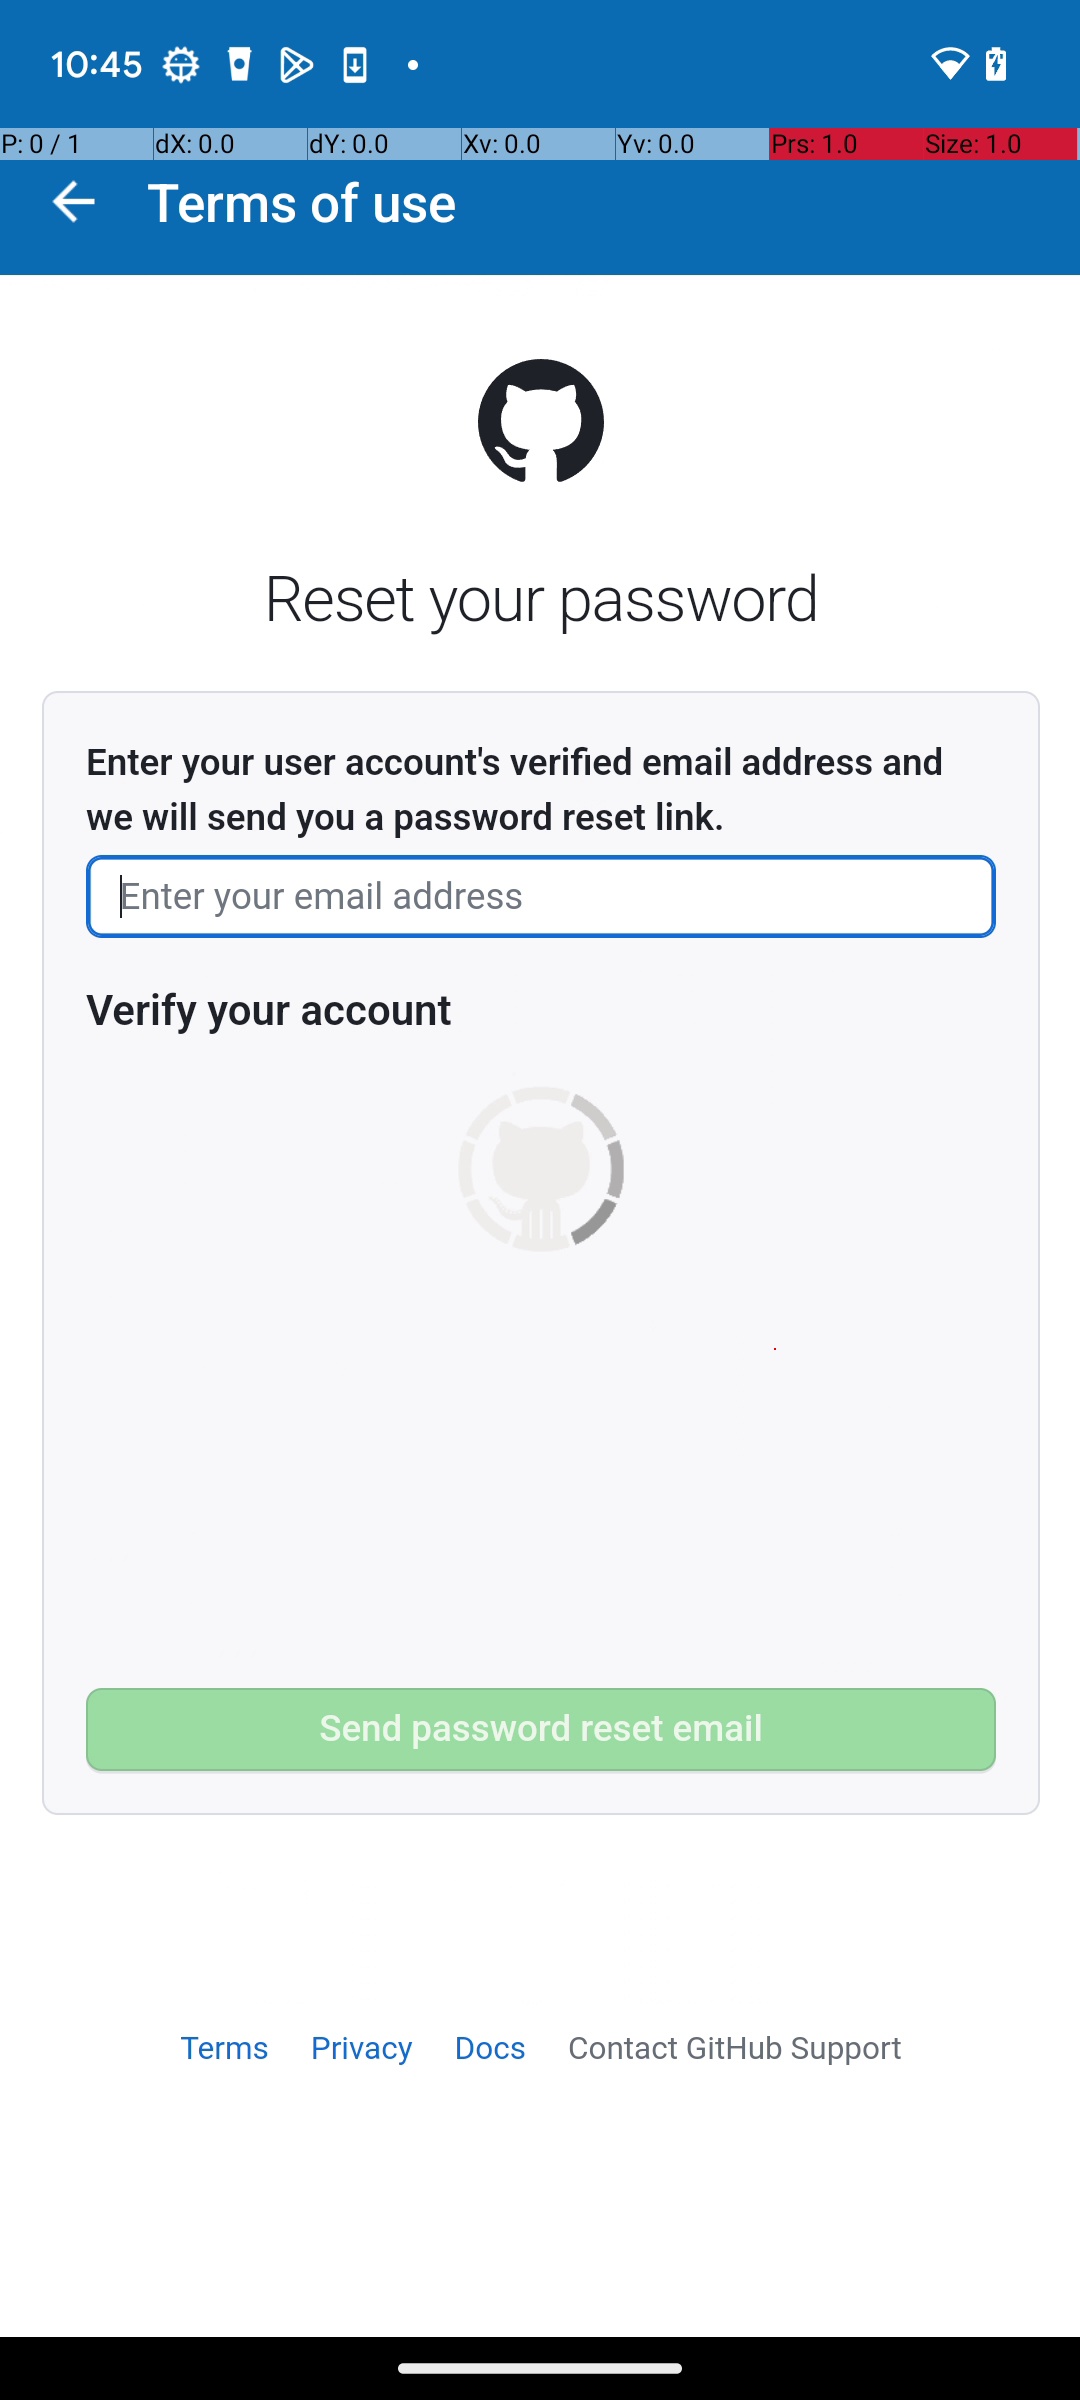 10:45
P: 0 / 1 dX: 0.0 dY: 0.0 Xv: 0.0 Yv: 0.0 Prs: 1.0 Size: 1.0
Terms of use
Reset your password
Enter your user account's verified email address and
we will send you a password reset link.
Enter your email address
Verify your account
Send password reset email
Terms Privacy Docs Contact GitHub Support